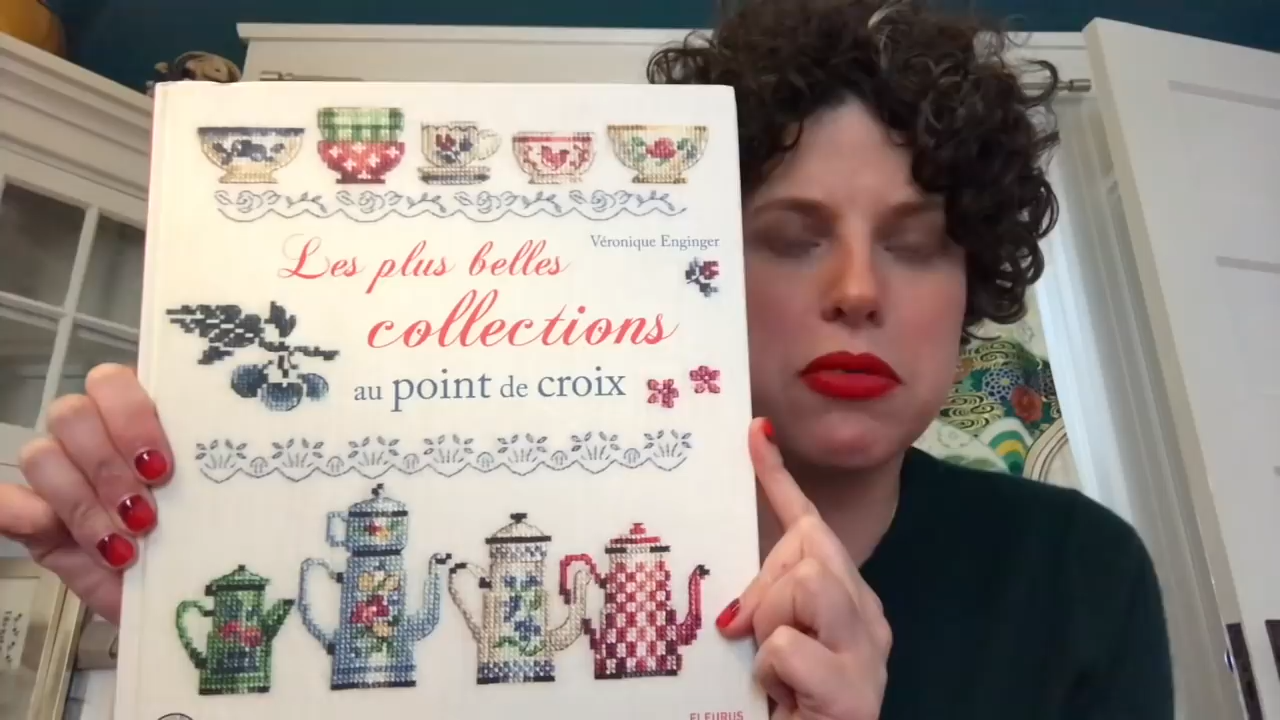 Véronique Enginger
Les plus belles
collections
au point de croix
FLEURUS